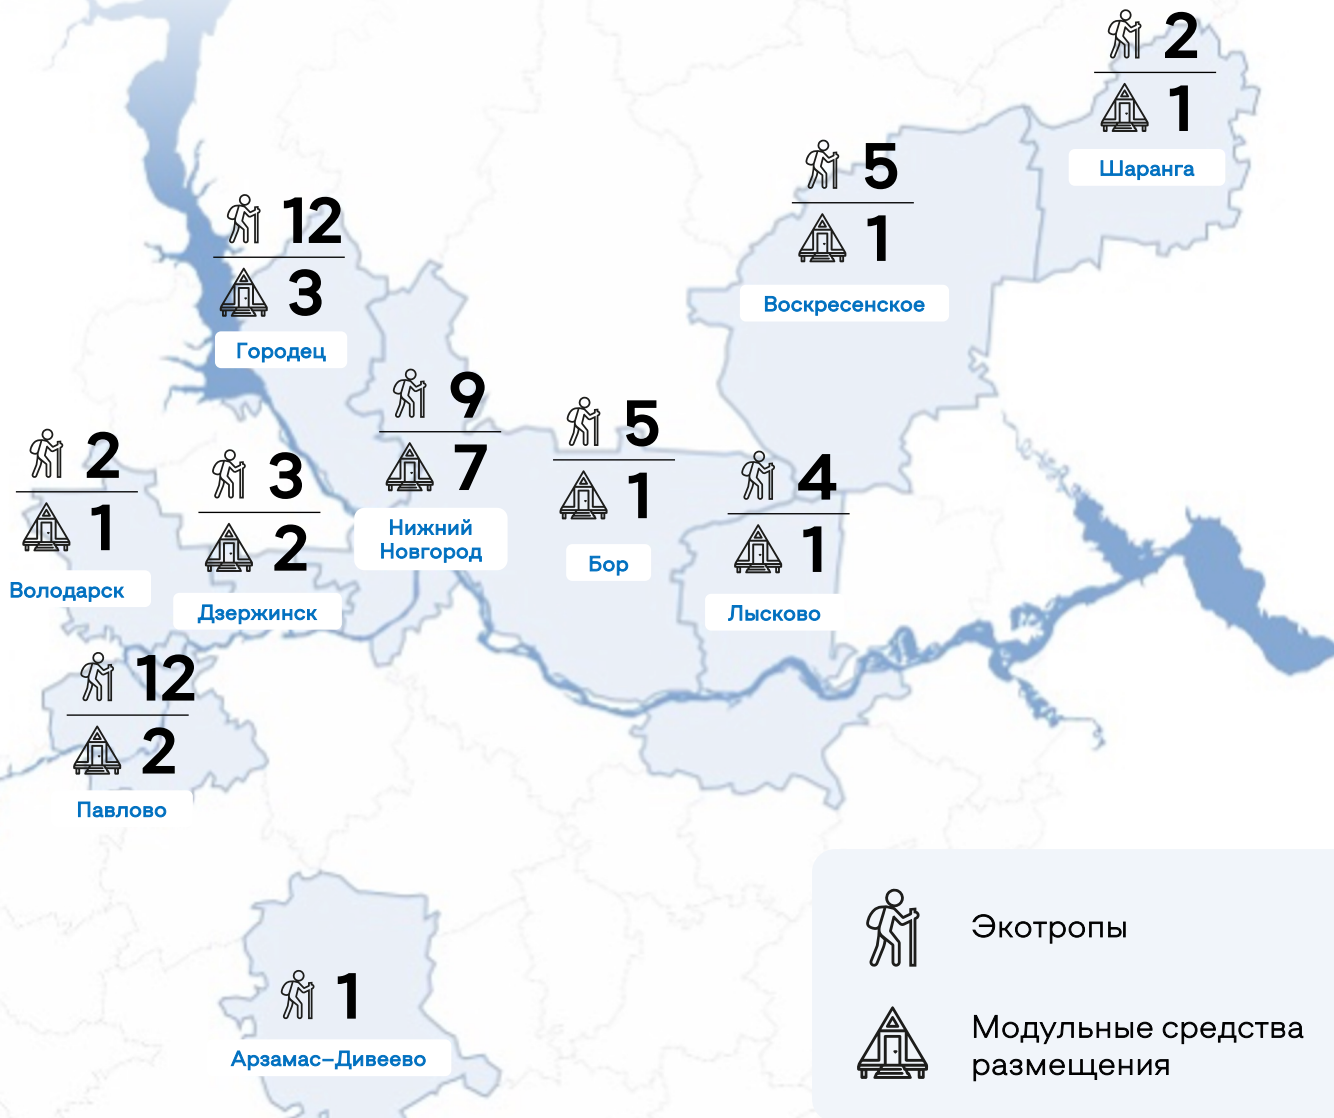 2
1
Шаранга
5
1
Воскресенское
12
3
Городец
9
7
Нижний
Новгород
5
1
Бор
4
1
Лысково
2
1
Володарск
3
2
Дзержинск
12
2
Павлово
1
Арзамас–Дивеево
Экотропы
Модульные средства
размещения